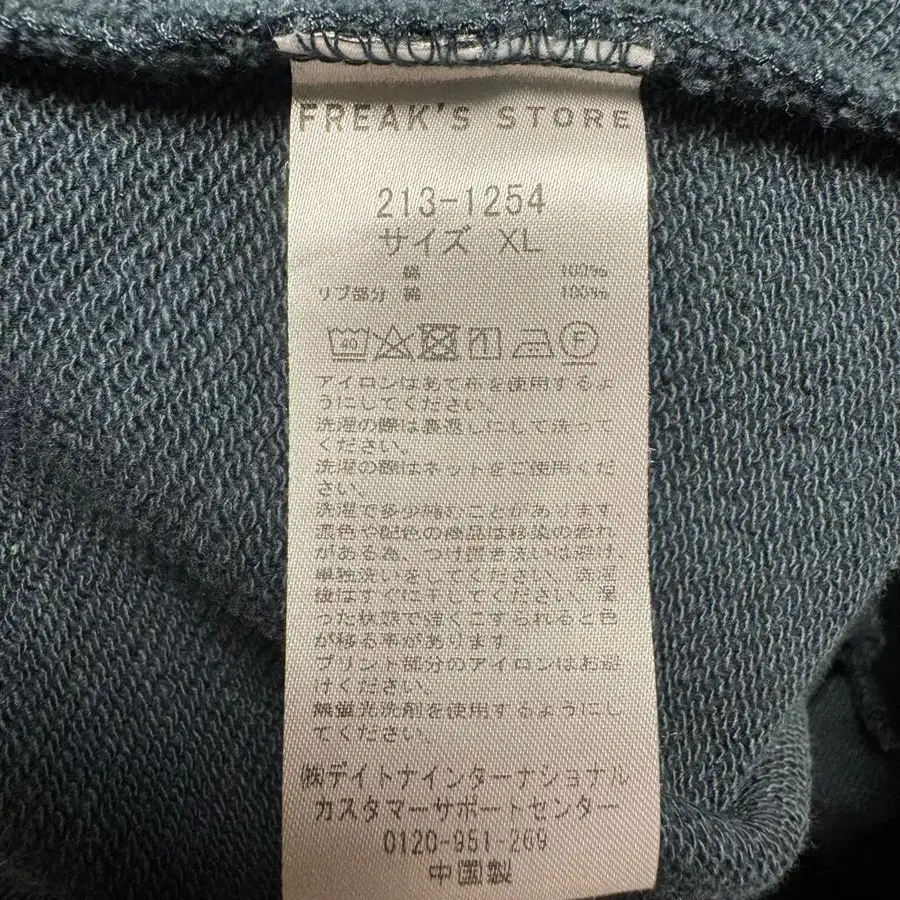 FREAK'S STORE
213-1254
サイズ XL
綿 100%
リブ部分 綿 100%
40 F
アイロンはあて布を使用するよ
うにしてください。
洗濯の際は裏返しにして洗って
ください。
洗濯の際はネットをご使用くだ
さい。
洗濯で多少縮むことがあります
濃色や配色の商品は移染の恐れ
がある為、つけ置き洗いは避け、
単独洗いをしてください。洗濯
後はすぐに干してください。湿
った状態で強くこすられると色
が移る事があります。
プリント部分のアイロンはお避
けください。
無蛍光洗剤を使用するようにし
てください。
㈱デイトナインターナショナル
カスタマーサポートセンター
0120-951-269
中国製